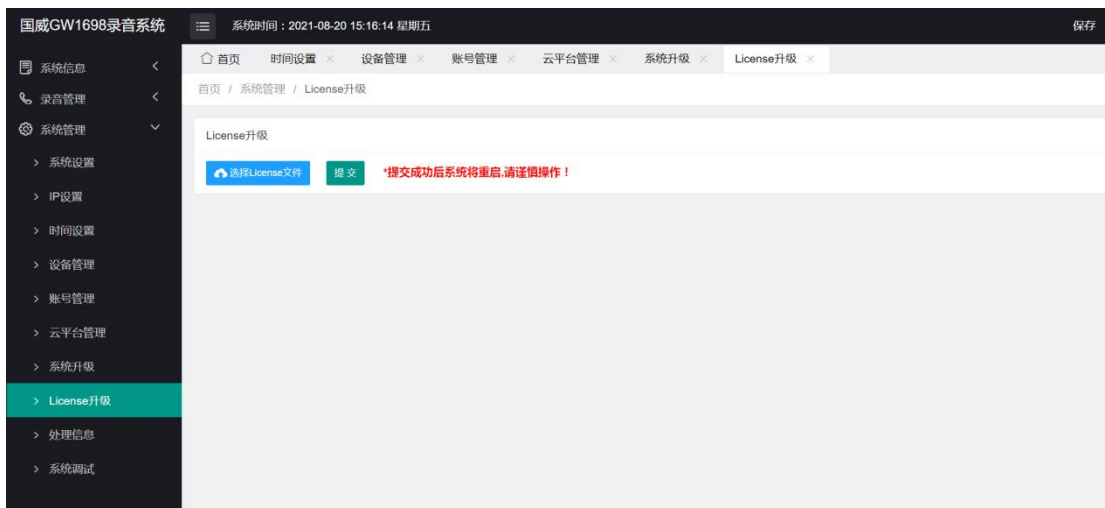 国威GW1698录音系统
系统时间：2021-08-20 15:16:14 星期五
保存
系统信息
录音管理
系统管理
系统设置
IP设置
时间设置
设备管理
账号管理
云平台管理
系统升级
License升级
处理信息
系统调试
首页 时间设置 设备管理 账号管理 云平台管理 系统升级 License升级
首页 / 系统管理 / License升级
License升级
选择License文件 提交 *提交成功后系统将重启,请谨慎操作！